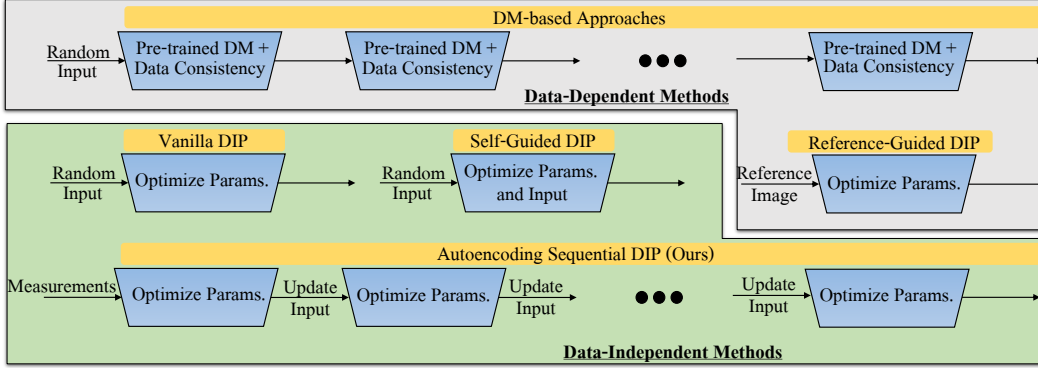 DM-based Approaches
Random
Input
Pre-trained DM +
Data Consistency
Pre-trained DM +
Data Consistency
Pre-trained DM +
Data Consistency
Data-Dependent Methods
Vanilla DIP
Random
Input
Optimize Params.
Self-Guided DIP
Random
Input
Optimize Params.
and Input
Reference-Guided DIP
Reference
Image
Optimize Params.
Autoencoding Sequential DIP (Ours)
Measurements
Optimize Params.
Update
Input
Optimize Params.
Update
Input
Update
Input
Optimize Params.
Data-Independent Methods